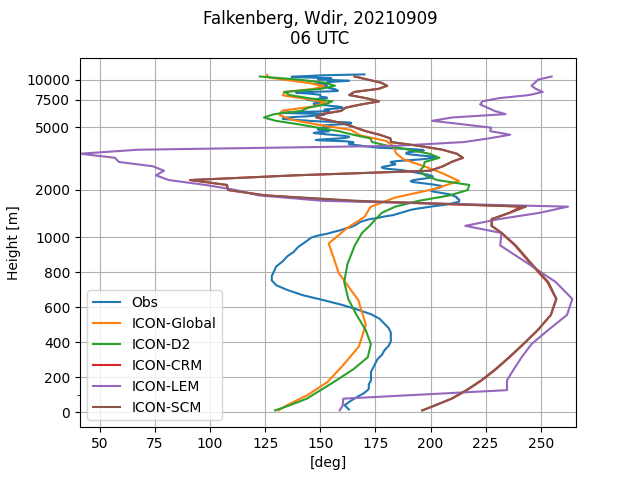 Falkenberg, Wdir, 20210909
06 UTC
Height [m]
10000
7500
5000
2000
1000
800
600
400
200
0
Obs
ICON-Global
ICON-D2
ICON-CRM
ICON-LEM
ICON-SCM
50
75
100
125
150
175
200
225
250
[deg]